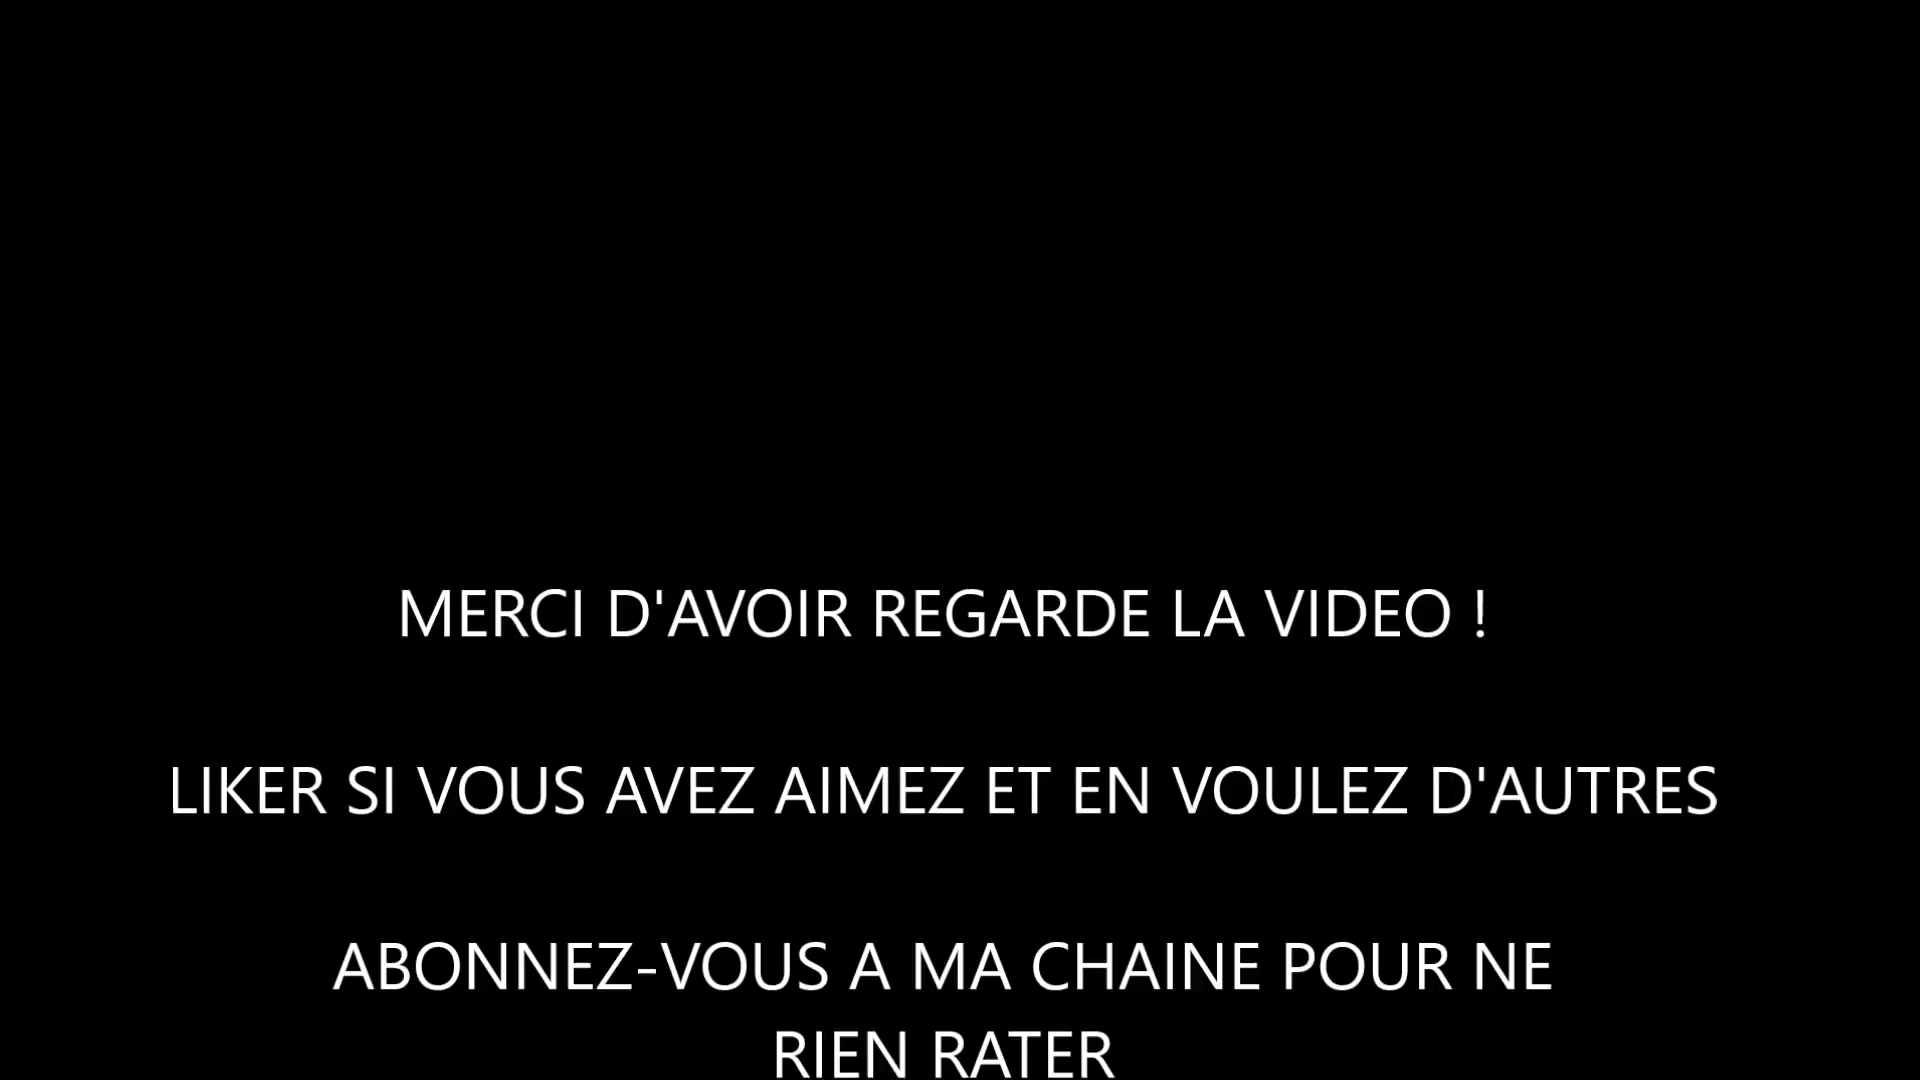 MERCI D'AVOIR REGARDE LA VIDEO !
LIKER SI VOUS AVEZ AIMEZ ET EN VOULEZ D'AUTRES
ABONNEZ-VOUS A MA CHAINE POUR NE
RIEN RATER